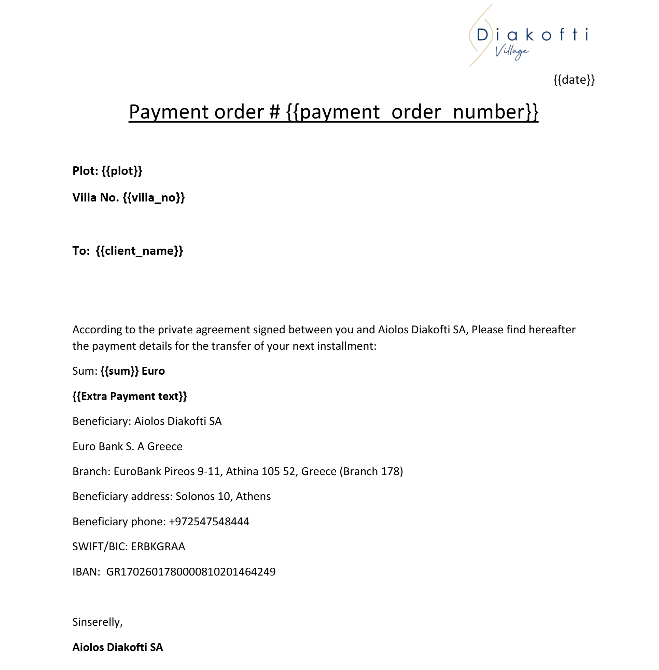 Diakofti
Village
{{date}}
Payment order # {{payment_order_number}}
Plot: {{plot}}
Villa No. {{villa_no}}
To: {{client_name}}
According to the private agreement signed between you and Aiolos Diakofti SA, Please find hereafter
the payment details for the transfer of your next installment:
Sum: {{sum}} Euro
{{Extra Payment text}}
Beneficiary: Aiolos Diakofti SA
Euro Bank S. A Greece
Branch: EuroBank Pireos 9-11, Athina 105 52, Greece (Branch 178)
Beneficiary address: Solonos 10, Athens
Beneficiary phone: +972547548444
SWIFT/BIC: ERBKGRAA
IBAN: GR1702601780000810201464249
Sinserelly,
Aiolos Diakofti SA